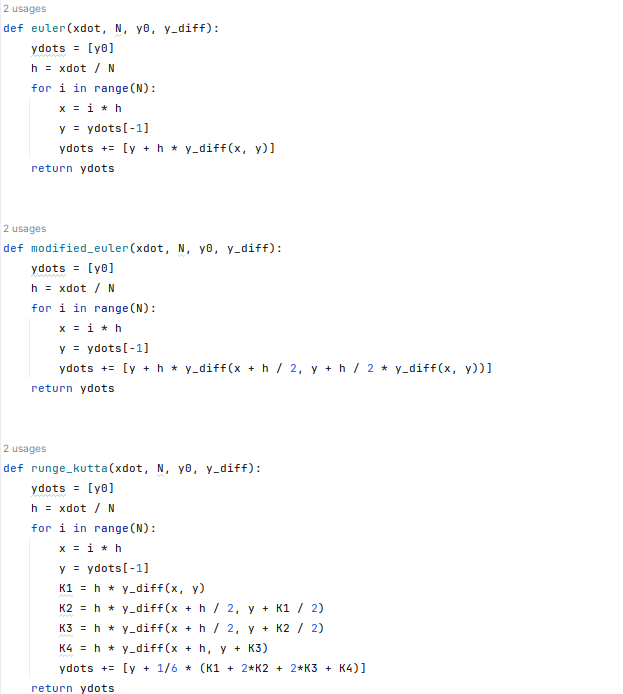 2 usages
def euler(xdot, N, y0, y_diff):
    ydots = [y0]
    h = xdot / N
    for i in range(N):
        x = i * h
        y = ydots[-1]
        ydots += [y + h * y_diff(x, y)]
    return ydots
2 usages
def modified_euler(xdot, N, y0, y_diff):
    ydots = [y0]
    h = xdot / N
    for i in range(N):
        x = i * h
        y = ydots[-1]
        ydots += [y + h * y_diff(x + h / 2, y + h / 2 * y_diff(x, y))]
    return ydots
2 usages
def runge_kutta(xdot, N, y0, y_diff):
    ydots = [y0]
    h = xdot / N
    for i in range(N):
        x = i * h
        y = ydots[-1]
        K1 = h * y_diff(x, y)
        K2 = h * y_diff(x + h / 2, y + K1 / 2)
        K3 = h * y_diff(x + h / 2, y + K2 / 2)
        K4 = h * y_diff(x + h, y + K3)
        ydots += [y + 1/6 * (K1 + 2*K2 + 2*K3 + K4)]
    return ydots